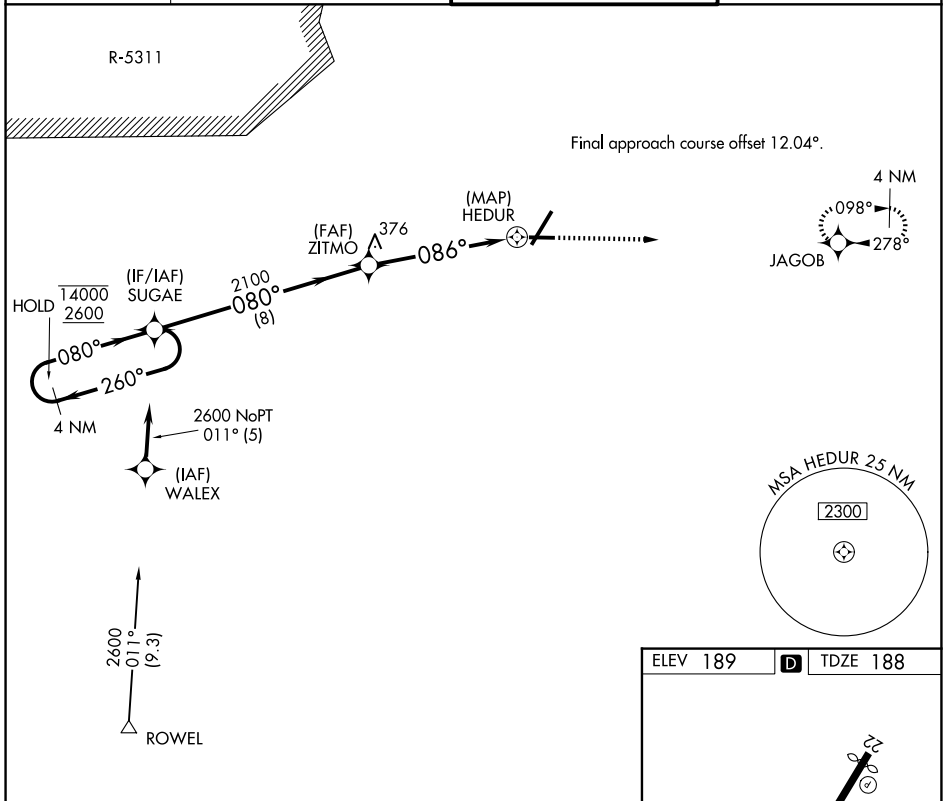 R-5311
Final approach course offset 12.04°.
4 NM
098°
278°
JAGOB
(MAP)
HEDUR
086°
376
(FAF)
ZITMO
2100
080°
(8)
(IF/IAF)
SUGAE
HOLD
14000
2600
080°
260°
4 NM
2600 NoPT
011° (5)
(IAF)
WALEX
MSA HEDUR 25 NM
2300
2600
011°
(9.3)
ROWEL
ELEV 189
D
TDZE 188
22
P